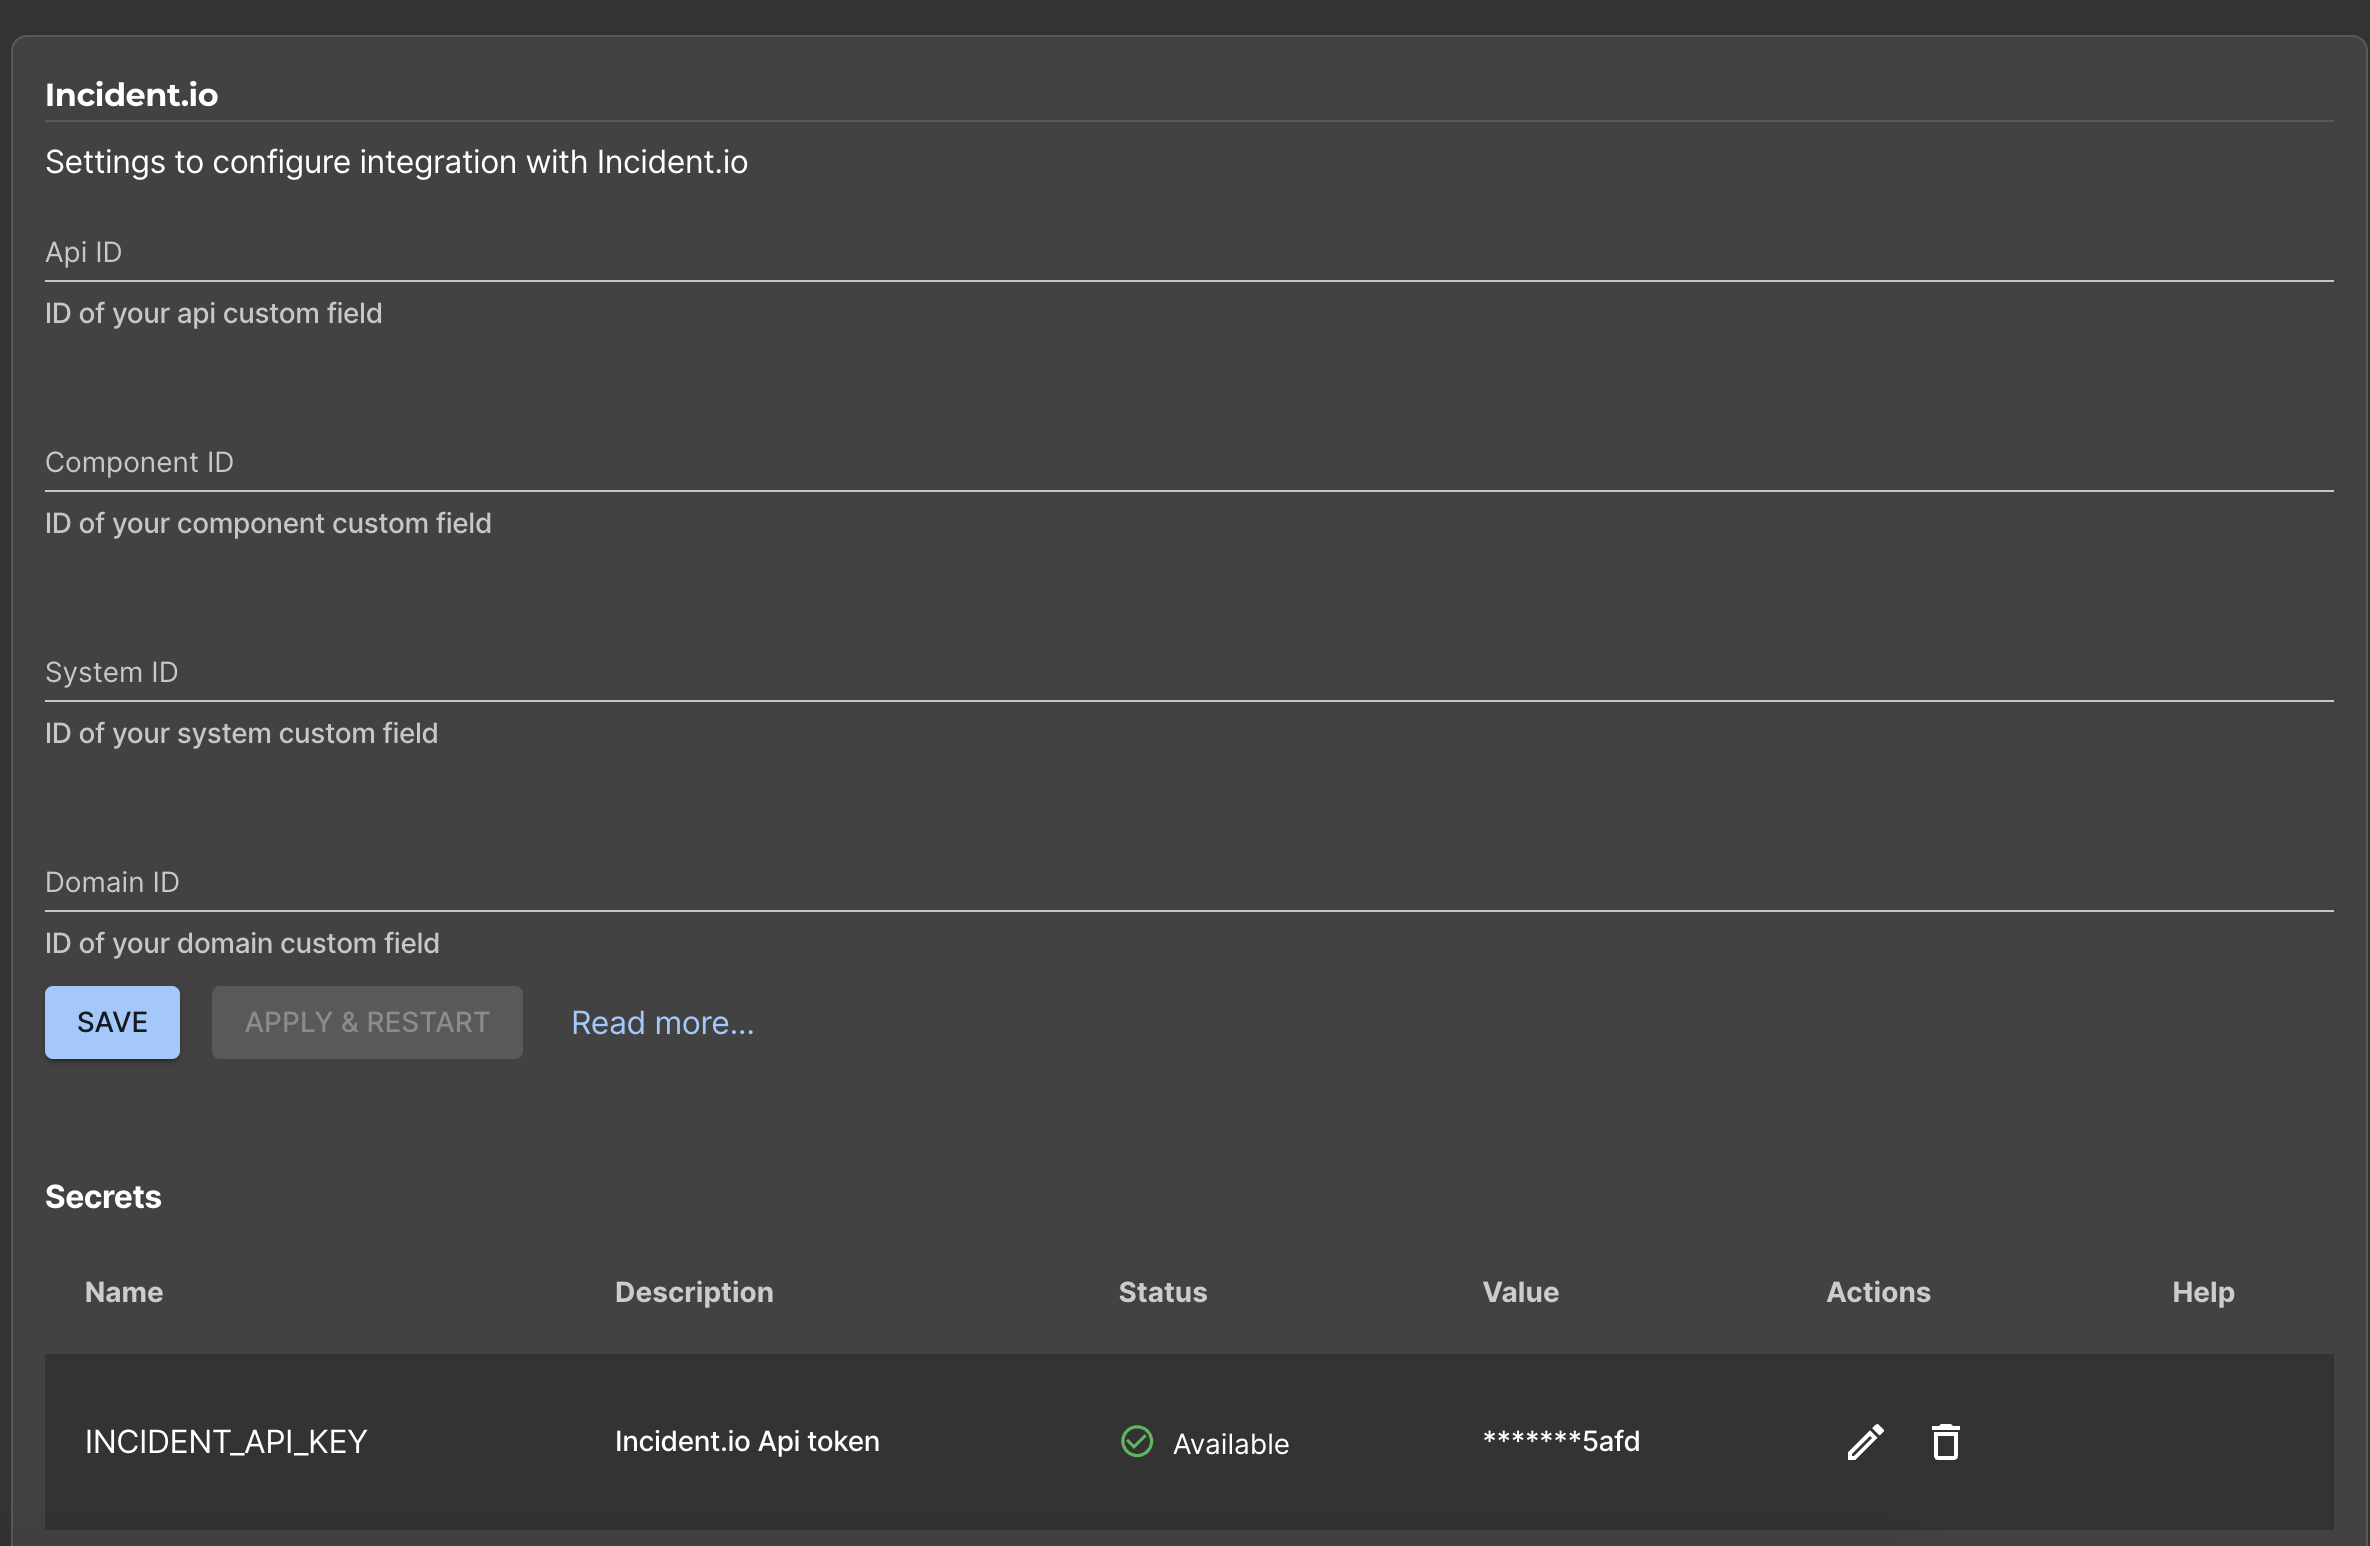 Incident.io
Settings to configure integration with Incident.io
Api ID
ID of your api custom field
Component ID
ID of your component custom field
System ID
ID of your system custom field
Domain ID
ID of your domain custom field
SAVE APPLY & RESTART Read more...
Secrets
Name Description Status Value Actions Help
INCIDENT_API_KEY Incident.io Api token Available *******5afd